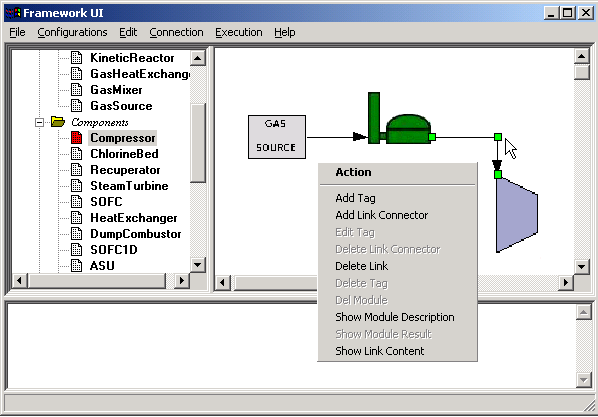 Framework UI
File Configurations Edit Connection Execution Help
KineticReactor
GasHeatExchange
GasMixer
GasSource
Components
Compressor
ChlorineBed
Recuperator
SteamTurbine
SOFC
HeatExchanger
DumpCombustor
SOFC1D
ASU
GAS
SOURCE
Action
Add Tag
Add Link Connector
Edit Tag
Delete Link Connector
Delete Link
Delete Tag
Del Module
Show Module Description
Show Module Result
Show Link Content